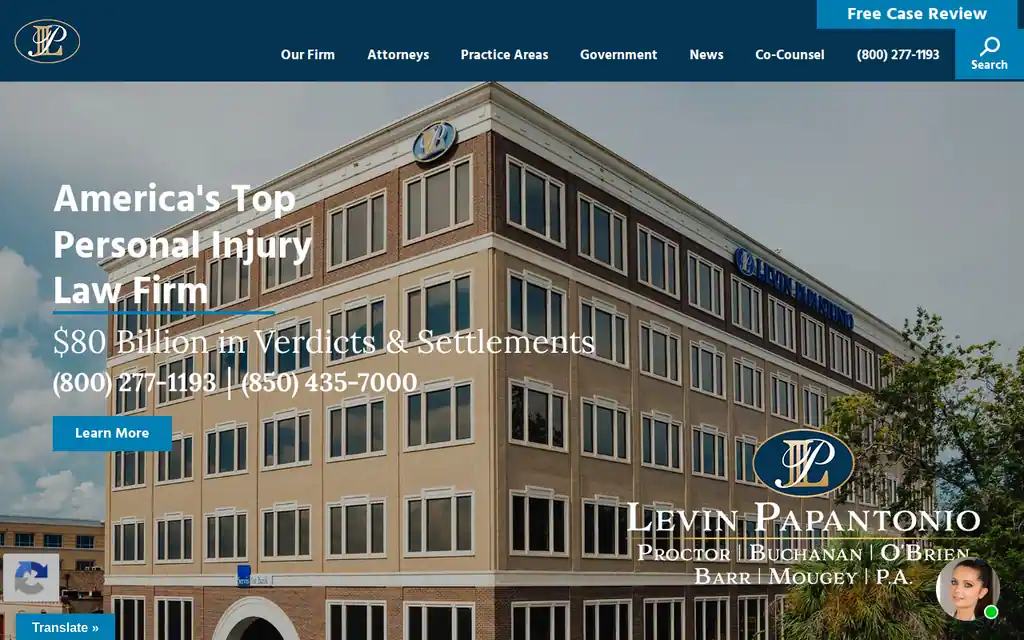 Free Case Review
Our Firm
Attorneys
Practice Areas
Government
News
Co-Counsel
(800) 277-1193
Search
America's Top
Personal Injury
Law Firm
$80 Billion in Verdicts & Settlements
(800) 277-1193 | (850) 435-7000
Learn More
LEVIN PAPANTONIO
LP
LEVIN PAPANTONIO
PROCTOR | BUCHANAN | O'BRIEN
BARR | MOUGEY | P.A.
Translate »